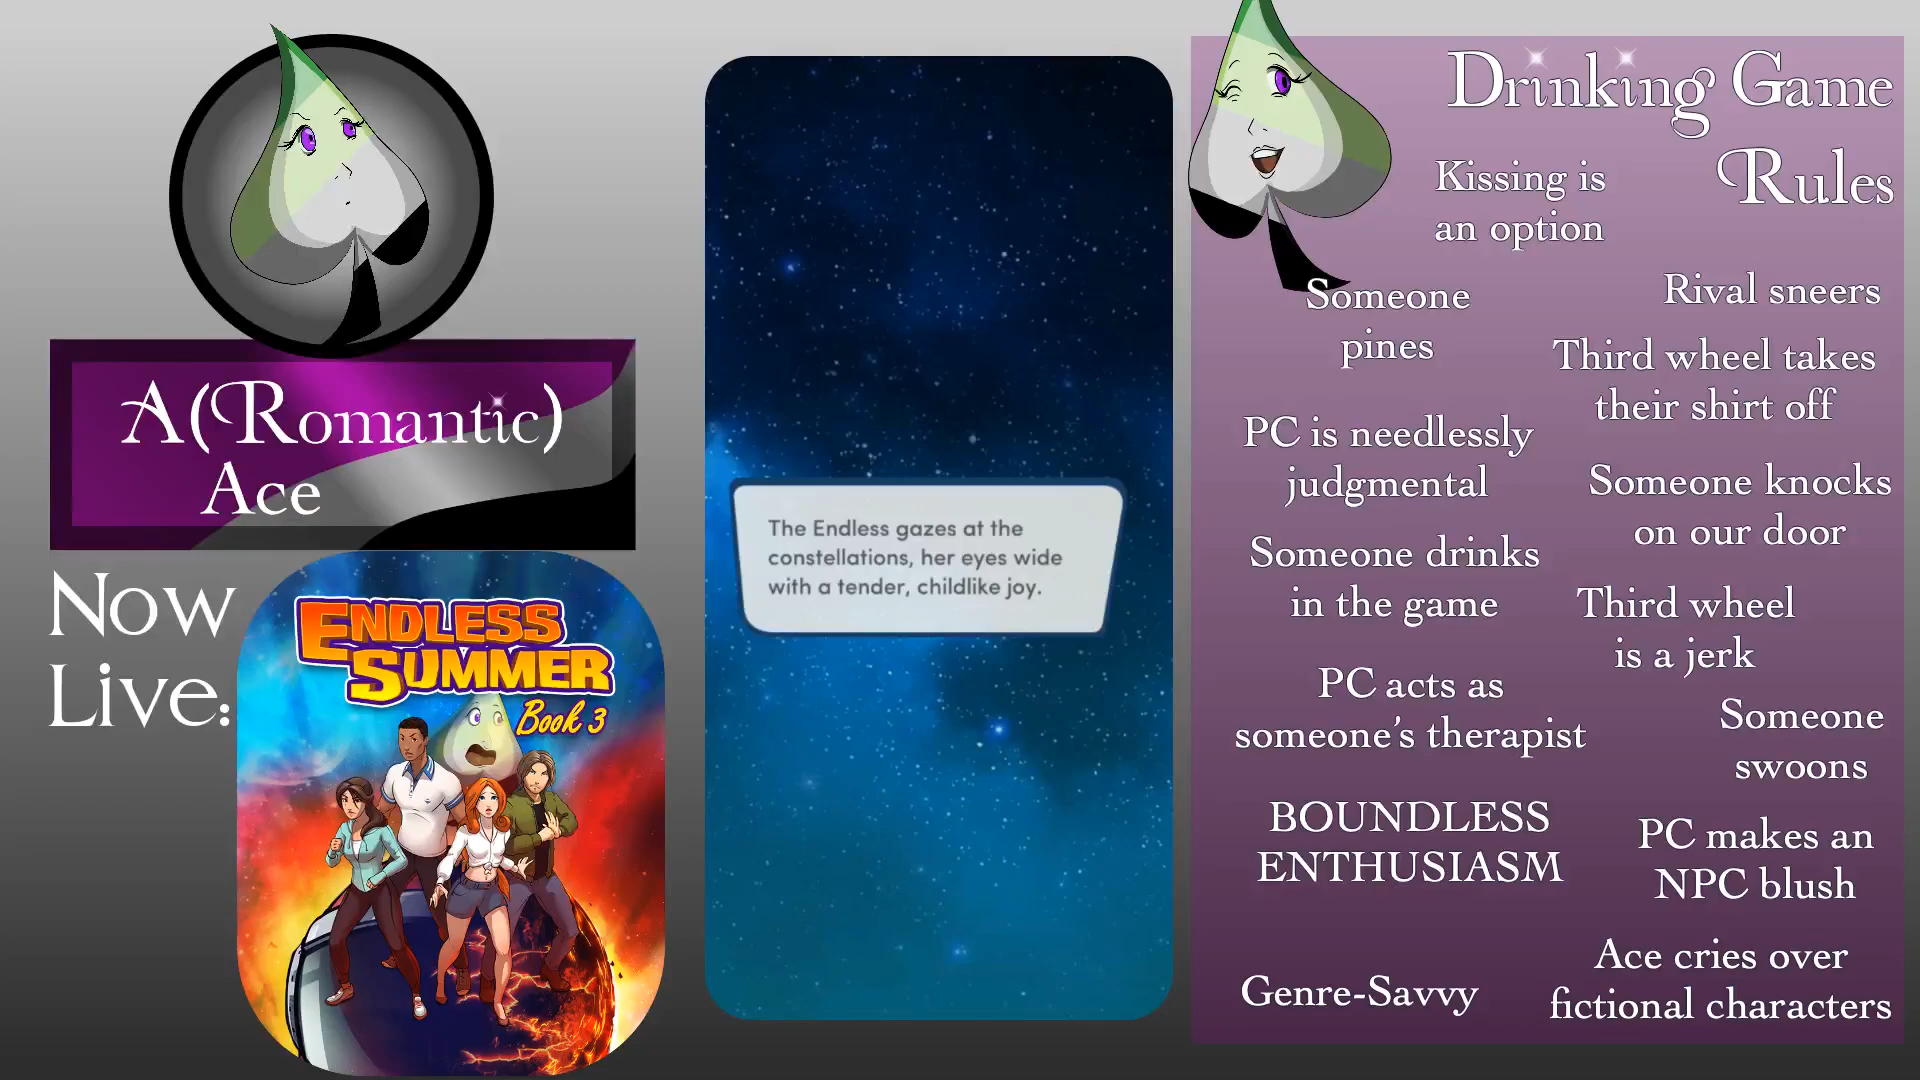 A(Romantic)
Ace
Now
Live:
ENDLESS
SUMMER
Book 3
The Endless gazes at the
constellations, her eyes wide
with a tender, childlike joy.
Drinking Game
Rules
Kissing is
an option
Someone
pines
Rival sneers
Third wheel takes
their shirt off
PC is needlessly
judgmental
Someone knocks
on our door
Someone drinks
in the game
Third wheel
is a jerk
PC acts as
someone's therapist
Someone
swoons
BOUNDLESS
ENTHUSIASM
PC makes an
NPC blush
Genre-Savvy
Ace cries over
fictional characters